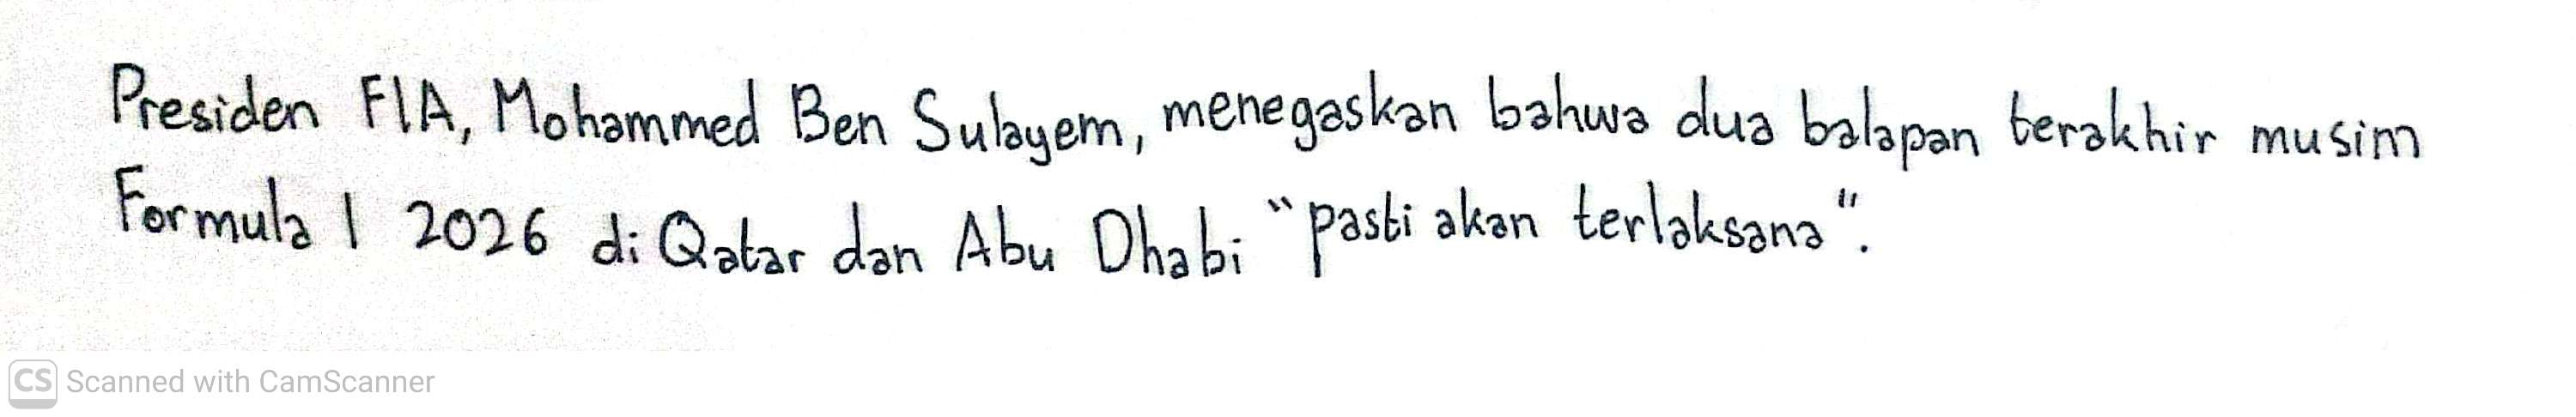 Presiden FIA, Mohammed Ben Sulayem, menegaskan bahwa dua balapan terakhir musim
Formula 1 2026 di Qatar dan Abu Dhabi "pasti akan terlaksana".
CS Scanned with CamScanner